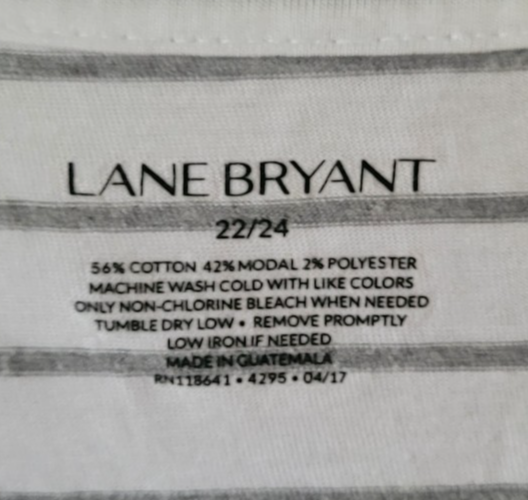 LANE BRYANT
22/24
56% COTTON 42% MODAL 2% POLYESTER
MACHINE WASH COLD WITH LIKE COLORS
ONLY NON-CHLORINE BLEACH WHEN NEEDED
TUMBLE DRY LOW • REMOVE PROMPTLY
LOW IRON IF NEEDED
MADE IN GUATEMALA
RN118641 • 4295 • 04/17